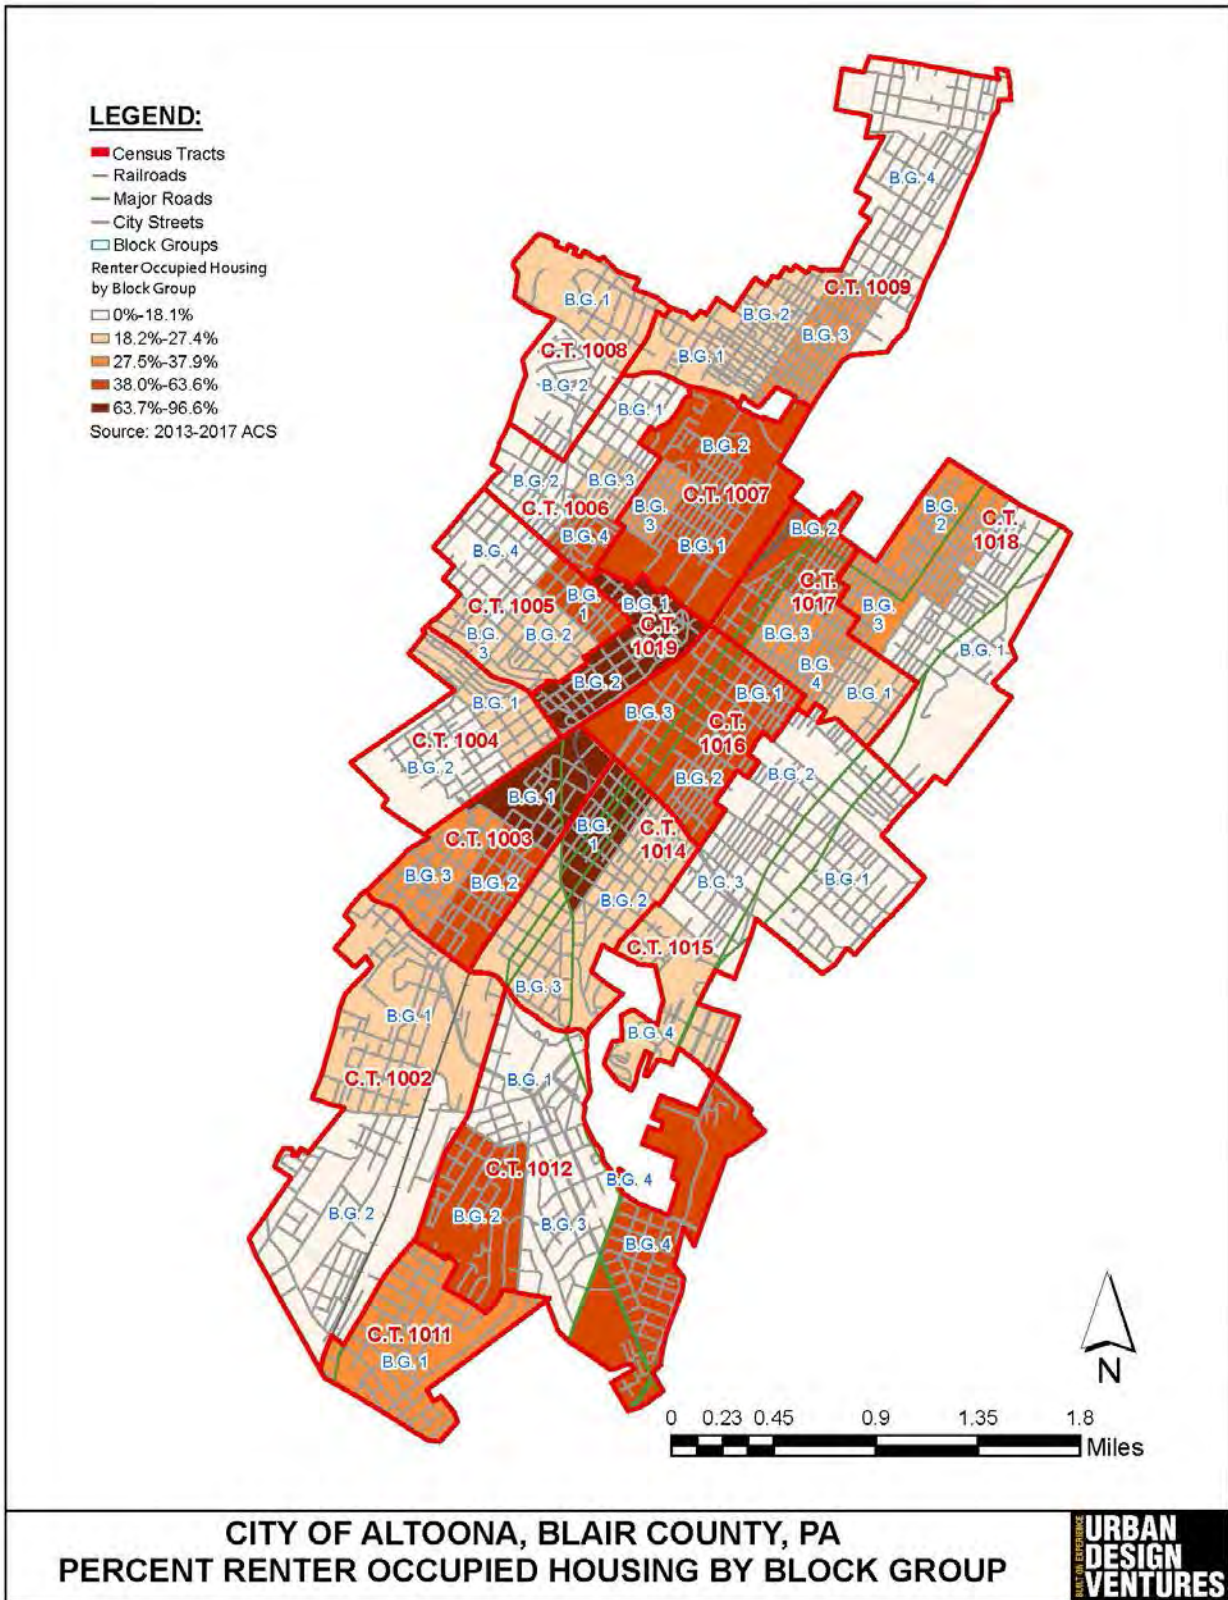 LEGEND:
Census Tracts
Railroads
Major Roads
City Streets
Block Groups
Renter Occupied Housing
by Block Group
0%-18.1%
18.2%-27.4%
27.5%-37.9%
38.0%-63.6%
63.7%-96.6%
Source: 2013-2017 ACS
B.G. 4
C.T. 1009
B.G. 1
B.G. 2
B.G. 3
B.G. 1
C.T. 1008
B.G. 2
B.G. 1
B.G. 2
B.G. 2
B.G. 3
C.T. 1007
C.T. 1006
B.G.
3
B.G. 4
B.G. 1
B.G. 2
B.G.
2
C.T.
1018
B.G. 4
C.T.
1017
B.G.
1
B.G. 1
C.T. 1005
B.G.
3
B.G. 2
B.G.
3
C.T.
1019
B.G. 3
B.G. 1
B.G.
4
B.G. 2
B.G. 1
B.G. 1
B.G. 1
B.G. 3
C.T.
1016
C.T. 1004
B.G. 2
B.G. 2
B.G. 2
B.G. 1
B.G.
1
C.T.
1014
C.T. 1003
B.G. 3
B.G. 2
B.G. 3
B.G. 1
B.G. 2
C.T. 1015
B.G. 3
B.G. 1
B.G. 4
C.T. 1002
B.G. 1
C.T. 1012
B.G. 4
B.G. 2
B.G. 2
B.G. 3
B.G. 4
C.T. 1011
B.G. 1
N
0 0.23 0.45 0.9 1.35 1.8
Miles
CITY OF ALTOONA, BLAIR COUNTY, PA
PERCENT RENTER OCCUPIED HOUSING BY BLOCK GROUP
BUILT ON EXPERIENCE
URBAN
DESIGN
VENTURES